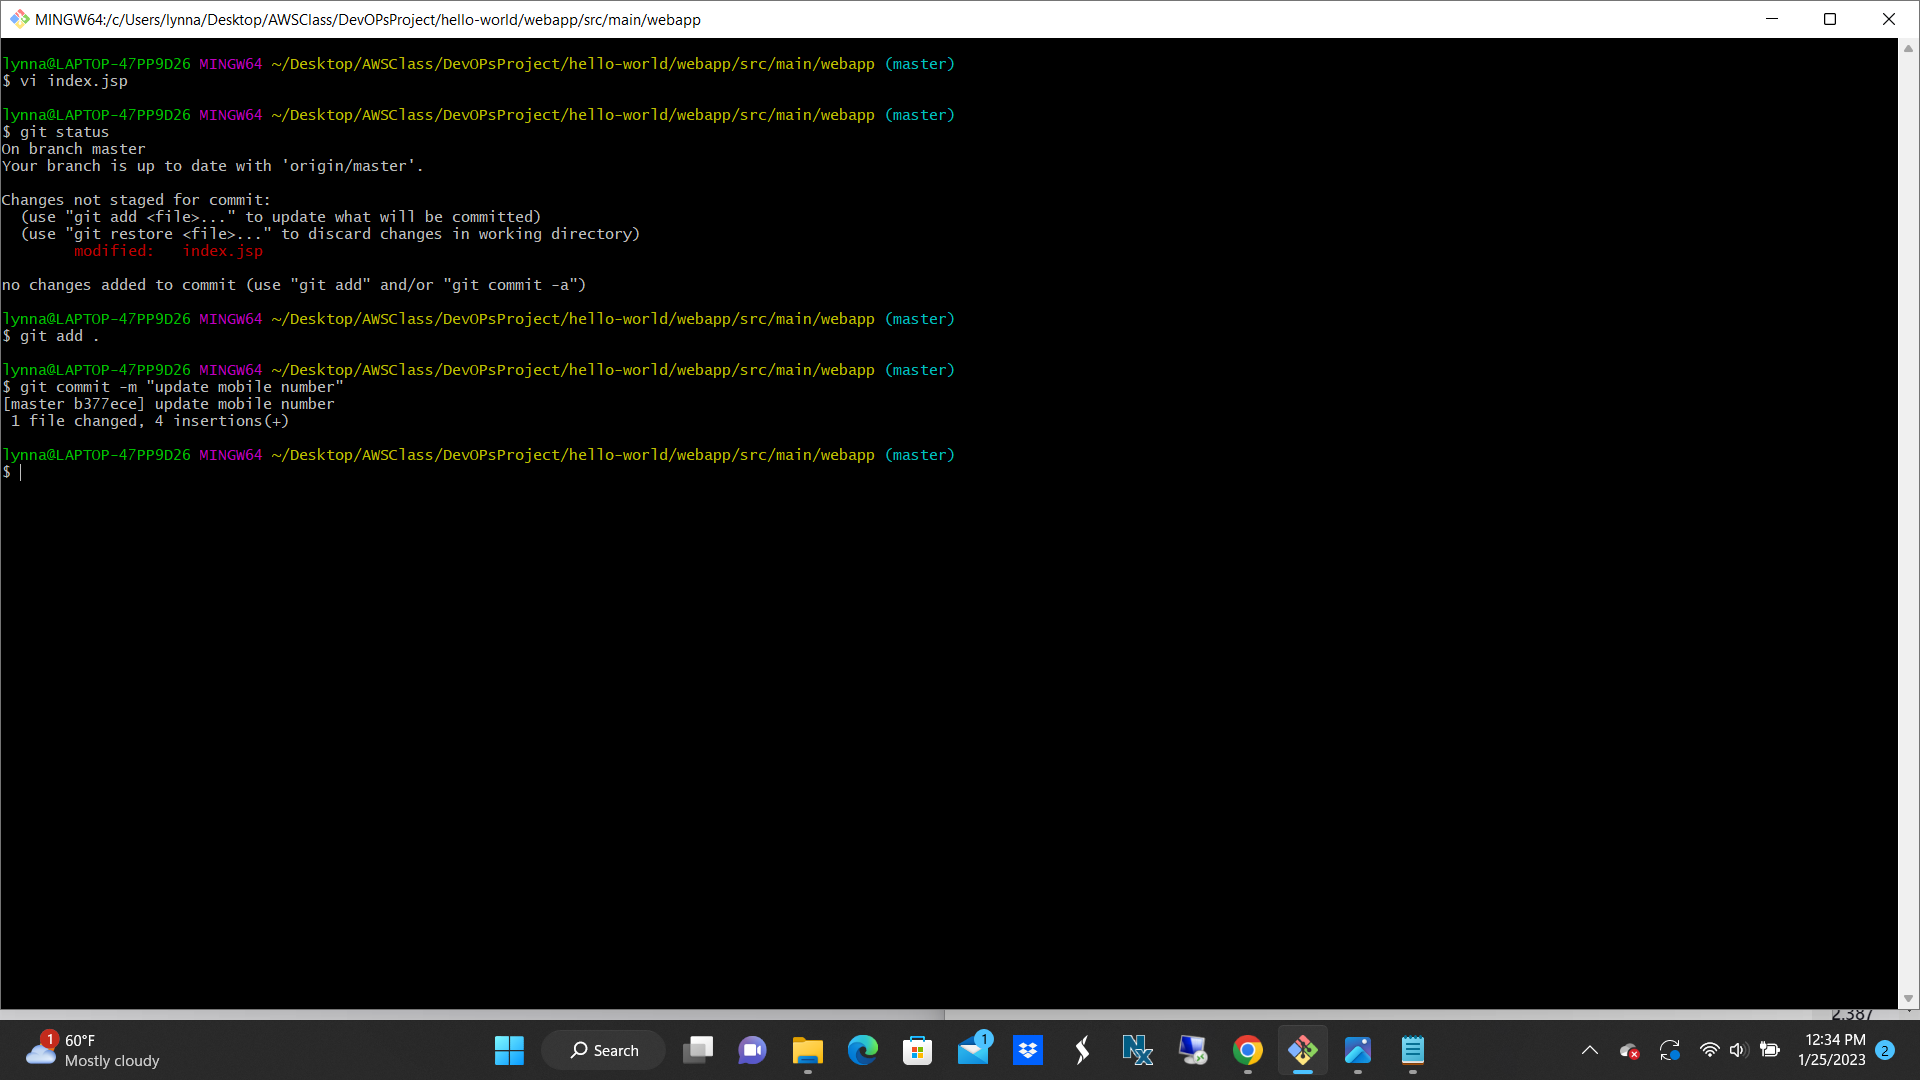 MINGW64:/c/Users/lynna/Desktop/AWSClass/DevOPsProject/hello-world/webapp/src/main/webapp
lynna@LAPTOP-47PP9D26 MINGW64 ~/Desktop/AWSClass/DevOPsProject/hello-world/webapp/src/main/webapp (master)
$ vi index.jsp
lynna@LAPTOP-47PP9D26 MINGW64 ~/Desktop/AWSClass/DevOPsProject/hello-world/webapp/src/main/webapp (master)
$ git status
On branch master
Your branch is up to date with 'origin/master'.
Changes not staged for commit:
(use "git add <file>..." to update what will be committed)
(use "git restore <file>..." to discard changes in working directory)
modified:   index.jsp
no changes added to commit (use "git add" and/or "git commit -a")
lynna@LAPTOP-47PP9D26 MINGW64 ~/Desktop/AWSClass/DevOPsProject/hello-world/webapp/src/main/webapp (master)
$ git add .
lynna@LAPTOP-47PP9D26 MINGW64 ~/Desktop/AWSClass/DevOPsProject/hello-world/webapp/src/main/webapp (master)
$ git commit -m "update mobile number"
[master b377ece] update mobile number
1 file changed, 4 insertions(+)
lynna@LAPTOP-47PP9D26 MINGW64 ~/Desktop/AWSClass/DevOPsProject/hello-world/webapp/src/main/webapp (master)
$
2.387
1
60°F
Mostly cloudy
Search
1
Nx
12:34 PM
1/25/2023
2